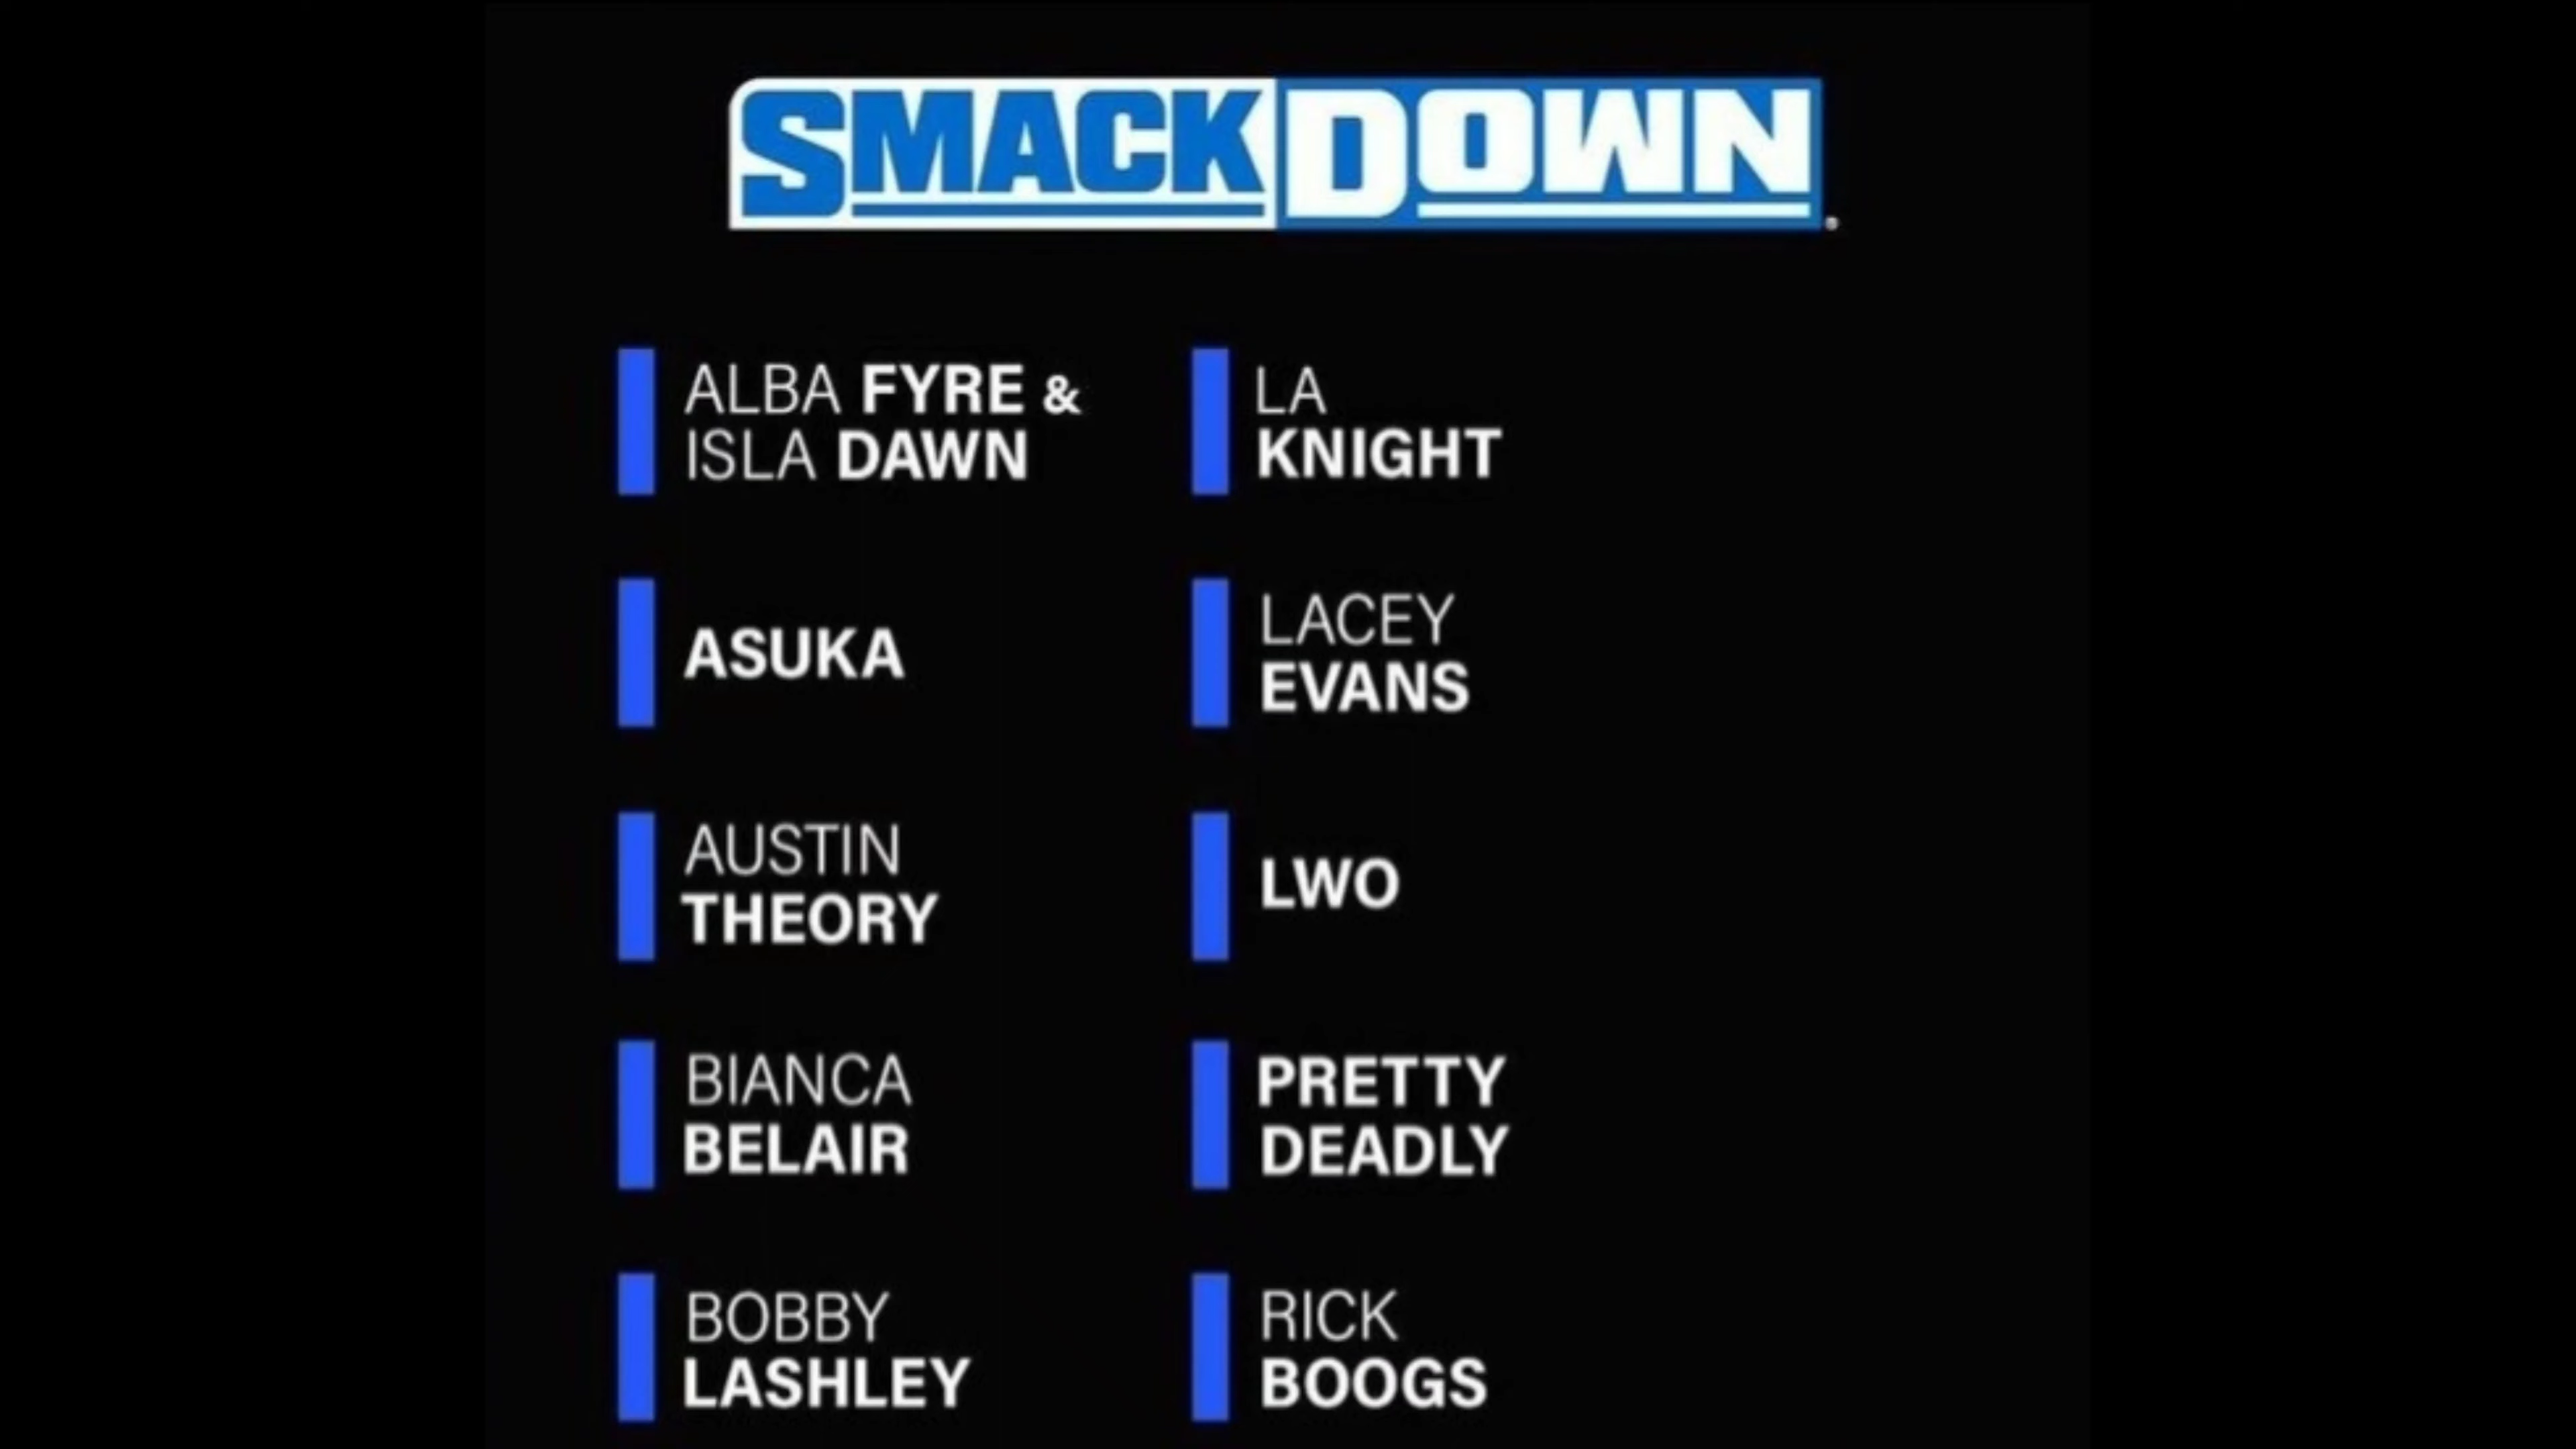 SMACKDOWN
ALBA FYRE &
ISLA DAWN
ASUKA
AUSTIN
THEORY
BIANCA
BELAIR
BOBBY
LASHLEY
LA
KNIGHT
LACEY
EVANS
LWO
PRETTY
DEADLY
RICK
BOOGS